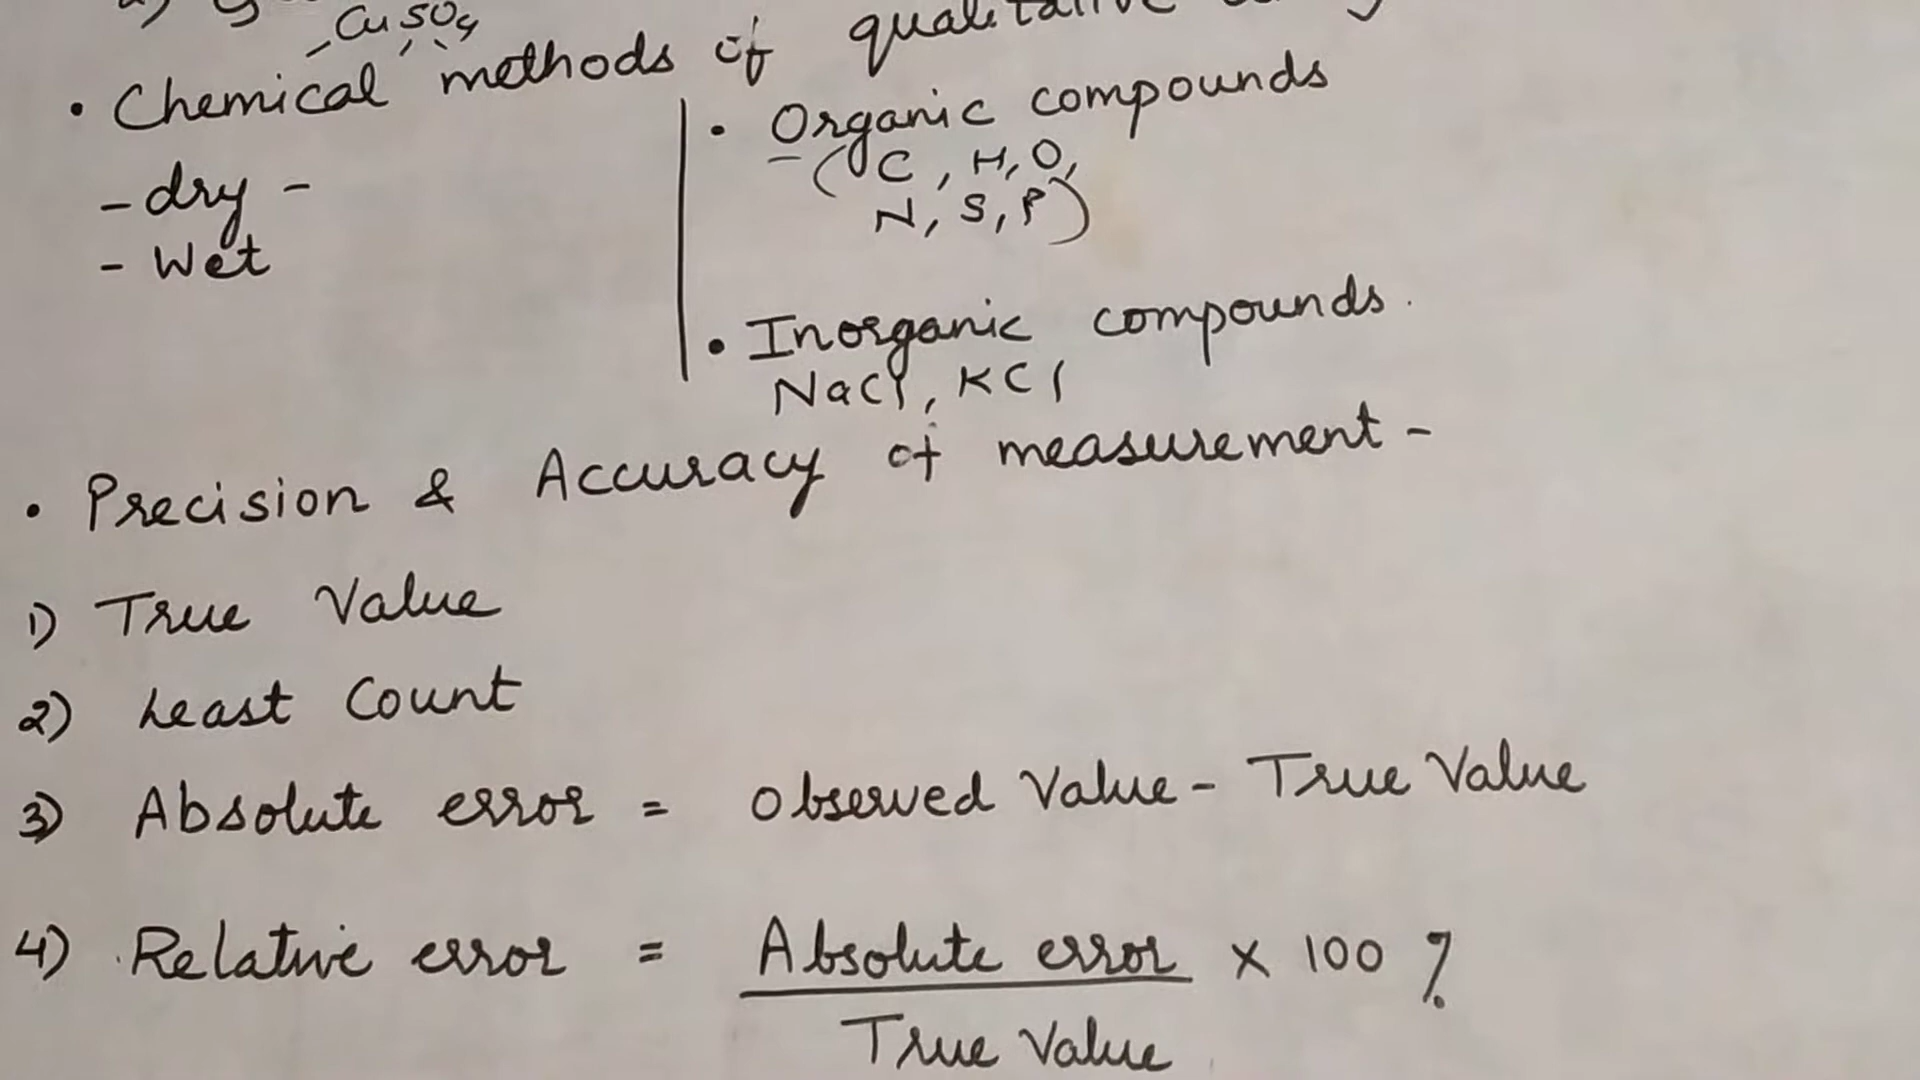 CuSO4
• Chemical methods of qualitative
- dry -
- Wet
• Organic compounds
(C, H, O,
N, S, P)
• Inorganic compounds.
NaCl, KCl
• Precision & Accuracy of measurement -
1) True Value
2) Least Count
3) Absolute error = Observed Value - True Value
4) Relative error = Absolute error × 100 %
True Value